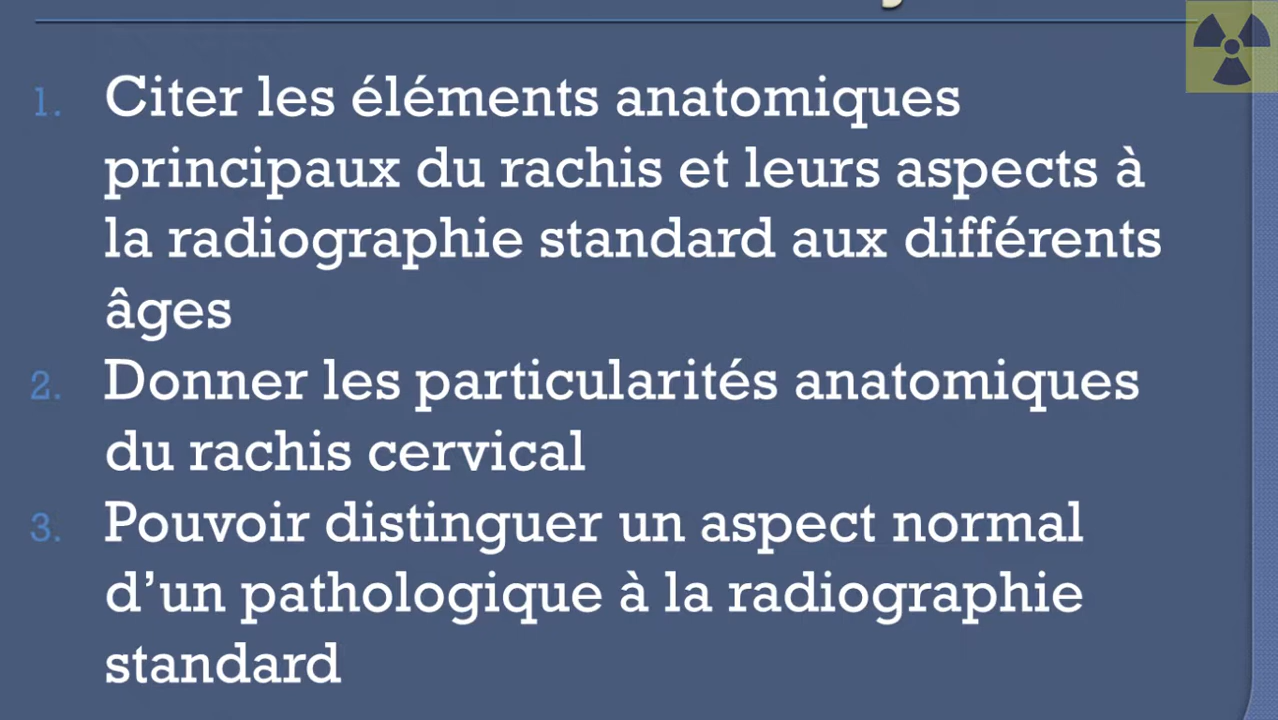 1. Citer les éléments anatomiques
principaux du rachis et leurs aspects à
la radiographie standard aux différents
âges
2. Donner les particularités anatomiques
du rachis cervical
3. Pouvoir distinguer un aspect normal
d’un pathologique à la radiographie
standard